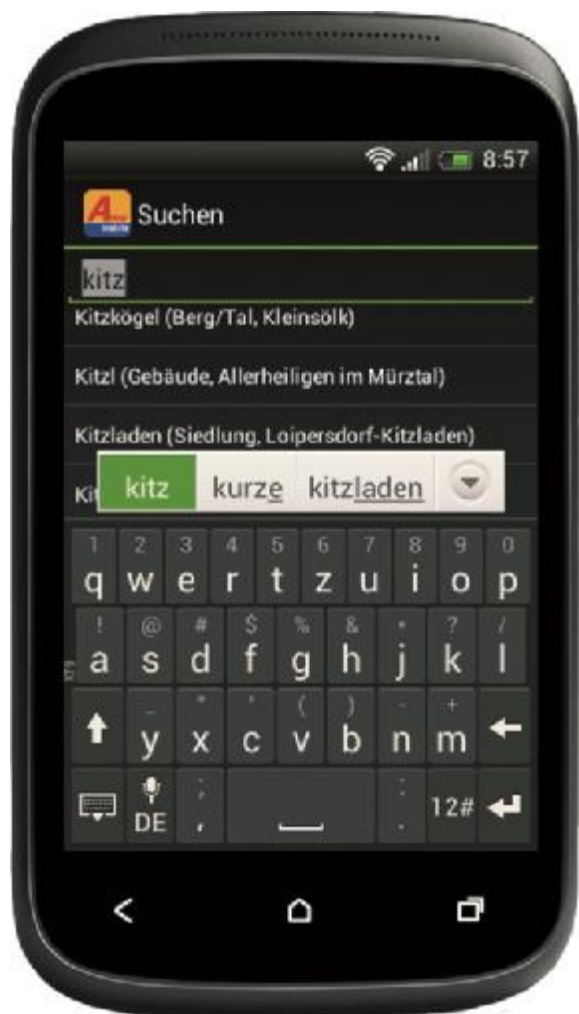 8:57
Suchen
kitz
Kitzkögel (Berg/Tal, Kleinsölk)
Kitzl (Gebäude, Allerheiligen im Mürztal)
Kitzladen (Siedlung, Loipersdorf-Kitzladen)
kitz kurze kitzladen
1 2 3 4 5 6 7 8 9 0
q w e r t z u i o p
! @ # $ % & * ? /
a s d f g h j k l
_ " ' ( ) - +
y x c v b n m
DE , . 12#